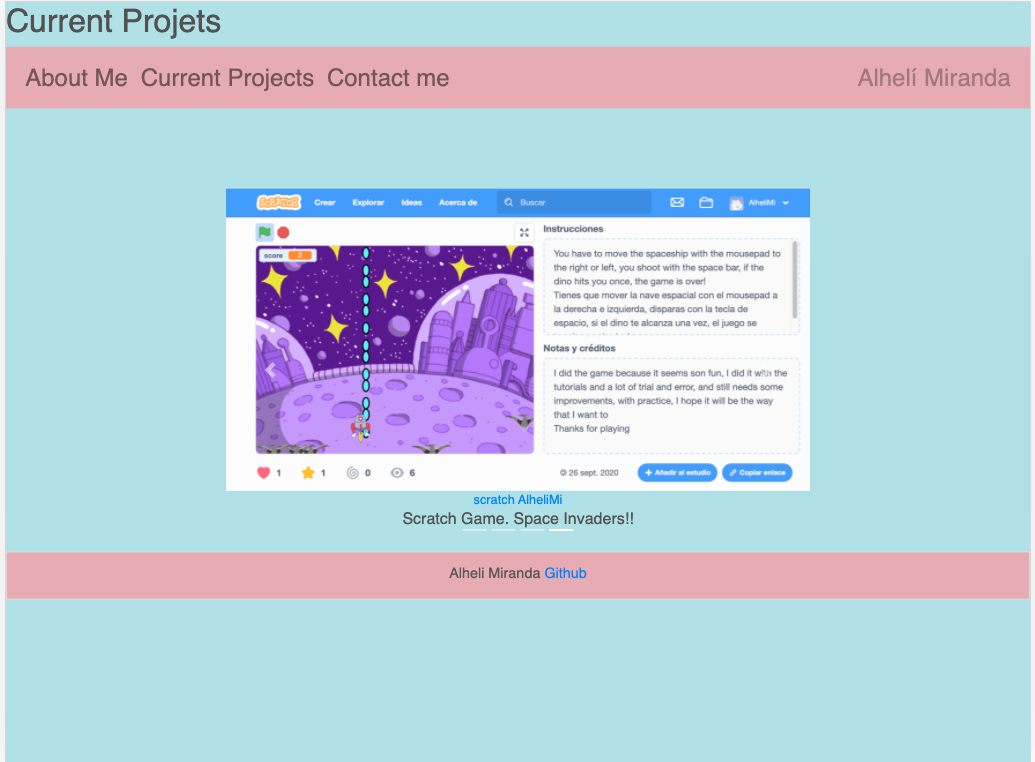 Current Projets
About Me Current Projects Contact me Alhelí Miranda
SCRATCH Crear Explorar Ideas Acerca de Buscar AlheliMi
Instrucciones
score 3
You have to move the spaceship with the mousepad to
the right or left, you shoot with the space bar, if the
dino hits you once, the game is over!
Tienes que mover la nave espacial con el mousepad a
la derecha e izquierda, disparas con la tecla de
espacio, si el dino te alcanza una vez, el juego se
Notas y créditos
I did the game because it seems son fun, I did it with the
tutorials and a lot of trial and error, and still needs some
improvements, with practice, I hope it will be the way
that I want to
Thanks for playing
1 1 0 6 © 26 sept. 2020 Añadir al estudio Copiar enlace
scratch AlheliMi
Scratch Game. Space Invaders!!
Alheli Miranda Github